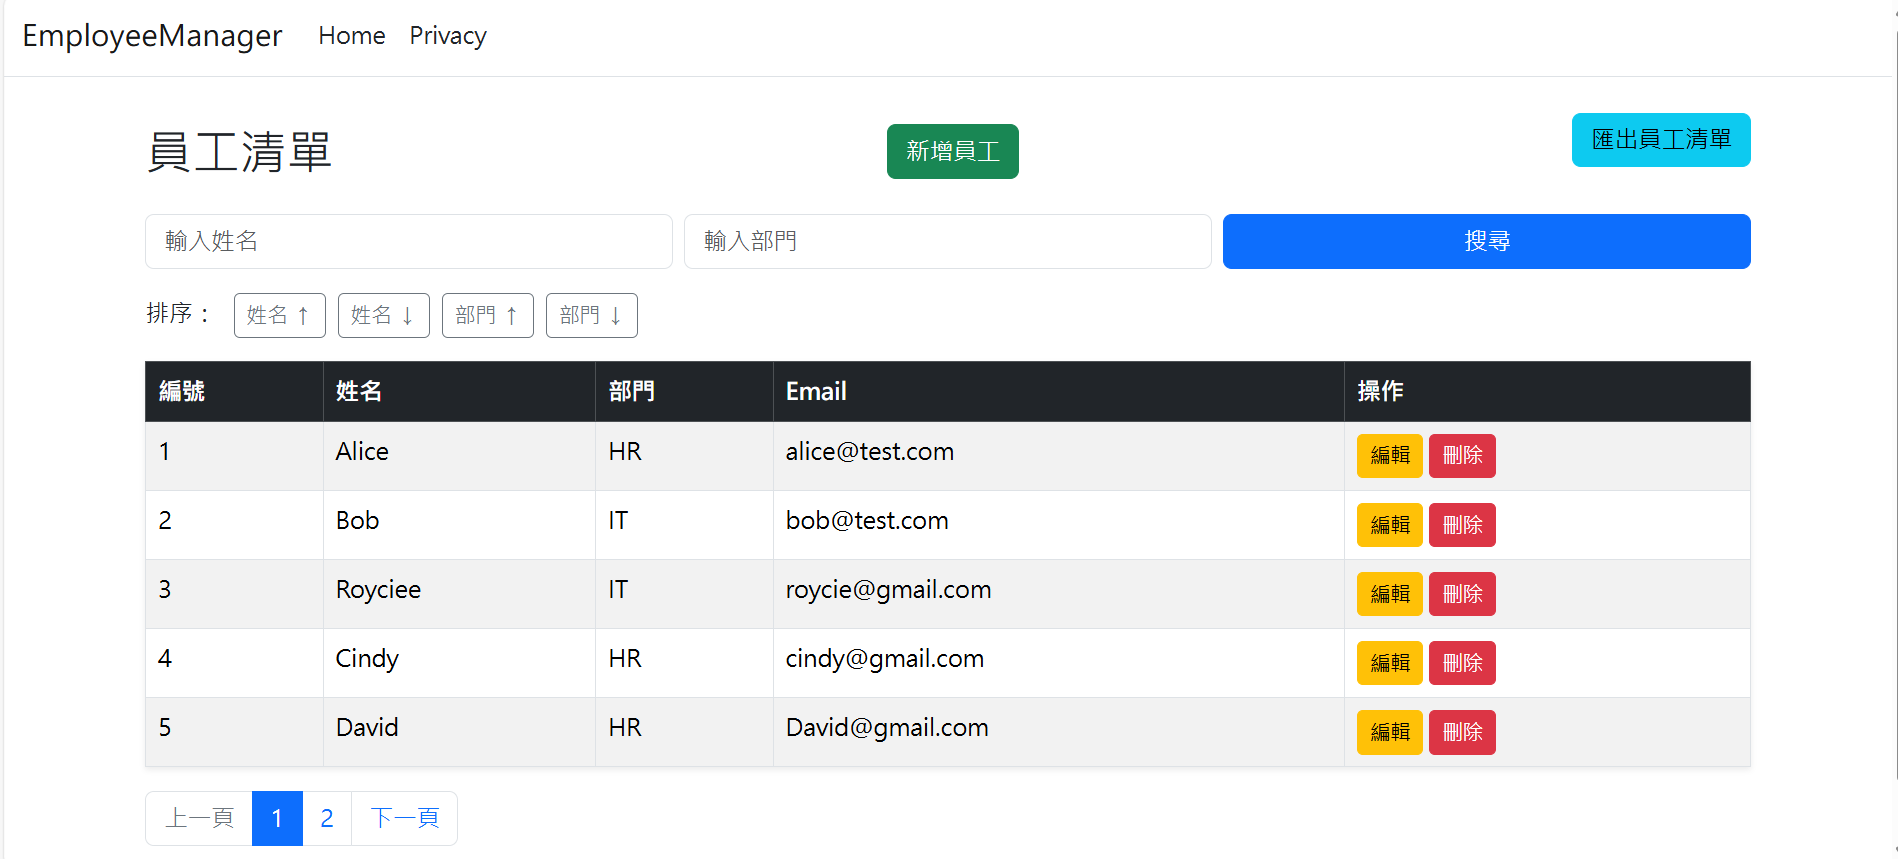 EmployeeManager Home Privacy
員工清單 新增員工 匯出員工清單
輸入姓名 輸入部門 搜尋
排序： 姓名 ↑ 姓名 ↓ 部門 ↑ 部門 ↓
編號 姓名 部門 Email 操作
1 Alice HR alice@test.com 編輯 刪除
2 Bob IT bob@test.com 編輯 刪除
3 Royciee IT roycie@gmail.com 編輯 刪除
4 Cindy HR cindy@gmail.com 編輯 刪除
5 David HR David@gmail.com 編輯 刪除
上一頁 1 2 下一頁